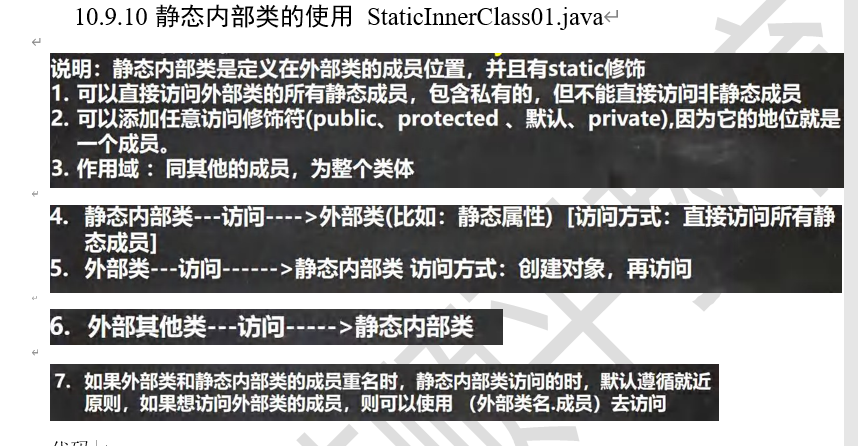 10.9.10 静态内部类的使用 StaticInnerClass01.java
说明：静态内部类是定义在外部类的成员位置，并且有static修饰
1. 可以直接访问外部类的所有静态成员，包含私有的，但不能直接访问非静态成员
2. 可以添加任意访问修饰符(public、protected 、默认、private),因为它的地位就是
一个成员。
3. 作用域 ：同其他的成员，为整个类体
4. 静态内部类---访问---->外部类(比如：静态属性) [访问方式：直接访问所有静
态成员]
5. 外部类---访问------>静态内部类 访问方式：创建对象，再访问
6. 外部其他类---访问----->静态内部类
7. 如果外部类和静态内部类的成员重名时，静态内部类访问的时，默认遵循就近
原则，如果想访问外部类的成员，则可以使用 （外部类名.成员）去访问